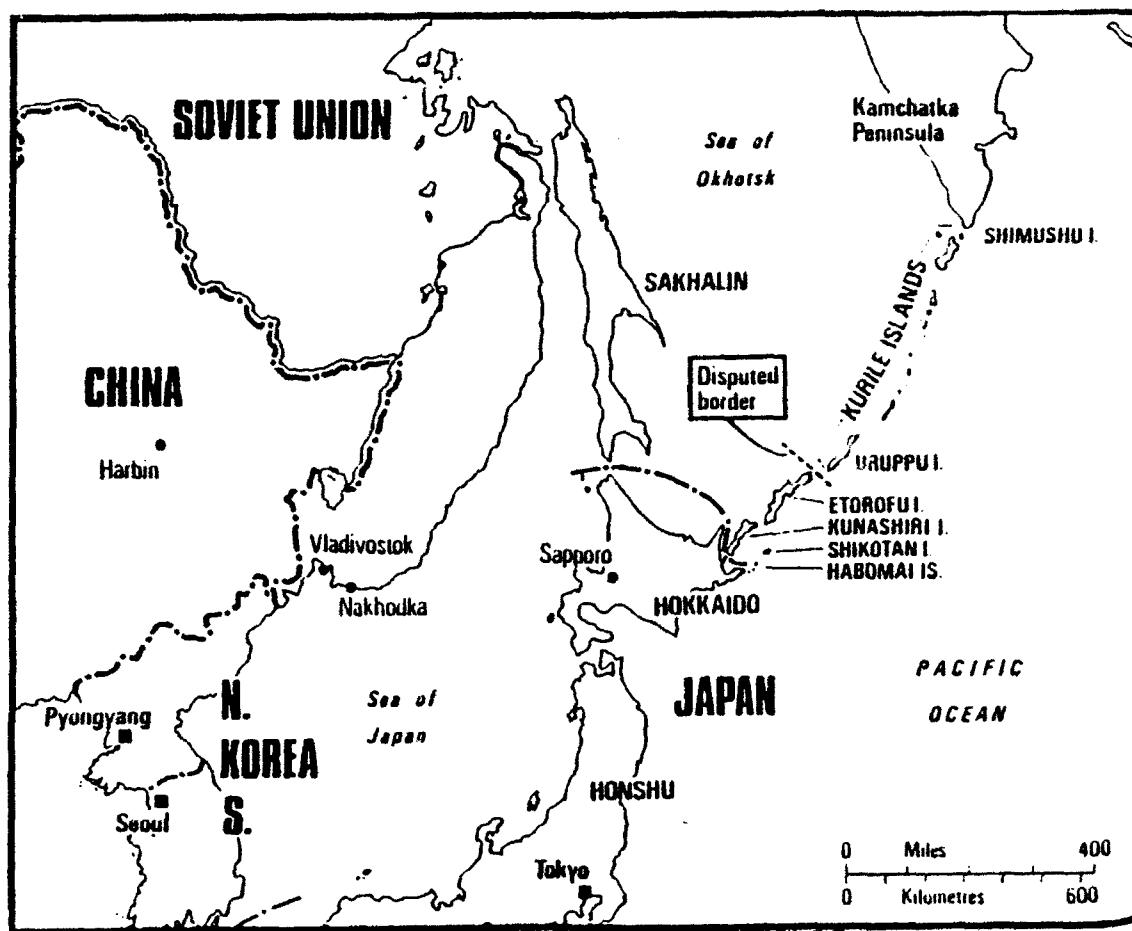 SOVIET UNION
Kamchatka
Peninsula
Sea of
Okhotsk
SHIMUSHU I.
SAKHALIN
KURILE ISLANDS
CHINA
Disputed
border
Harbin
URUPPU I.
ETOROFU I.
KUNASHIRI I.
SHIKOTAN I.
HABOMAI IS.
Vladivostok
Sapporo
Nakhodka
HOKKAIDO
PACIFIC
OCEAN
N.
KOREA
S.
Sea of
Japan
JAPAN
Pyongyang
HONSHU
Seoul
Tokyo
0 Miles 400
0 Kilometres 600